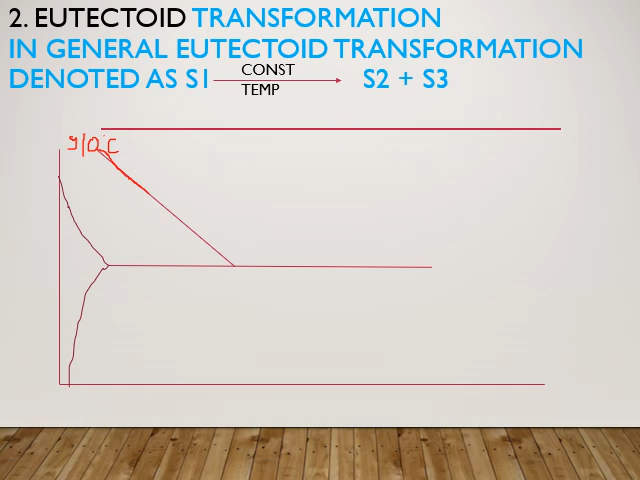 2. EUTECTOID TRANSFORMATION
IN GENERAL EUTECTOID TRANSFORMATION
DENOTED AS S1 CONST TEMP S2 + S3
910°C